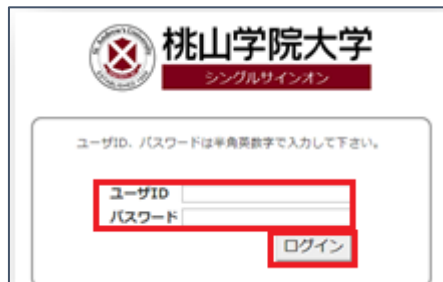 桃山学院大学
シングルサインオン
ユーザID、パスワードは半角英数字で入力して下さい。
ユーザID
パスワード
ログイン